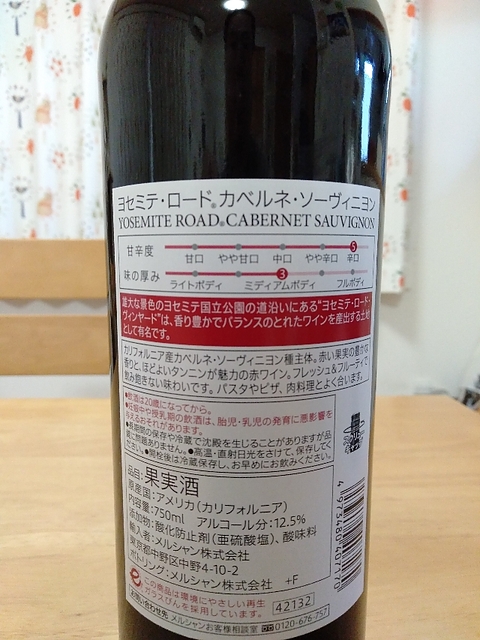 ヨセミテ・ロード® カベルネ・ソーヴィニヨン
YOSEMITE ROAD® CABERNET SAUVIGNON
甘辛度 5
甘口 やや甘口 中口 やや辛口 辛口
味の厚み 3
ライトボディ ミディアムボディ フルボディ
雄大な景色のヨセミテ国立公園の道沿いにある“ヨセミテ・ロード・
ヴィンヤード”は、香り豊かでバランスのとれたワインを産出する土地
として有名です。
カリフォルニア産カベルネ・ソーヴィニヨン種主体。赤い果実の豊かな
香りと、ほどよいタンニンが魅力の赤ワイン。フレッシュ&フルーティで
飲み飽きない味わいです。パスタやピザ、肉料理とよく合います。
●飲酒は20歳になってから。
●妊娠中や授乳期の飲酒は、胎児・乳児の発育に悪影響を
与えるおそれがあります。
●長期間の保存や冷蔵で沈殿を生じることがありますが品
質に問題ありません。●高温・直射日光をさけて、保存してく
ださい。●開栓後は冷蔵保存し、お早めにお飲みください。
品名:果実酒
原産国:アメリカ(カリフォルニア)
内容量:750ml アルコール分:12.5%
添加物:酸化防止剤(亜硫酸塩)、酸味料
輸入者:メルシャン株式会社
東京都中野区中野4-10-2
ボトリング:メルシャン株式会社 +F
この商品は環境にやさしい再生
ガラスびんを採用しています。 42132
お問い合わせ先 メルシャンお客様相談室 0120-676-757
4973480407170